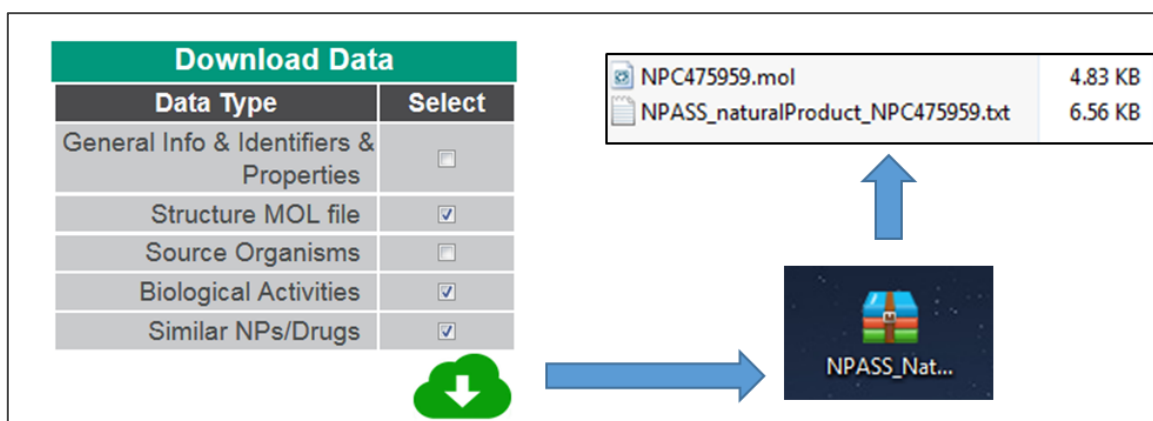 Download Data
Data Type Select
General Info & Identifiers &
Properties
Structure MOL file
Source Organisms
Biological Activities
Similar NPs/Drugs
NPC475959.mol 4.83 KB
NPASS_naturalProduct_NPC475959.txt 6.56 KB
NPASS_Nat...